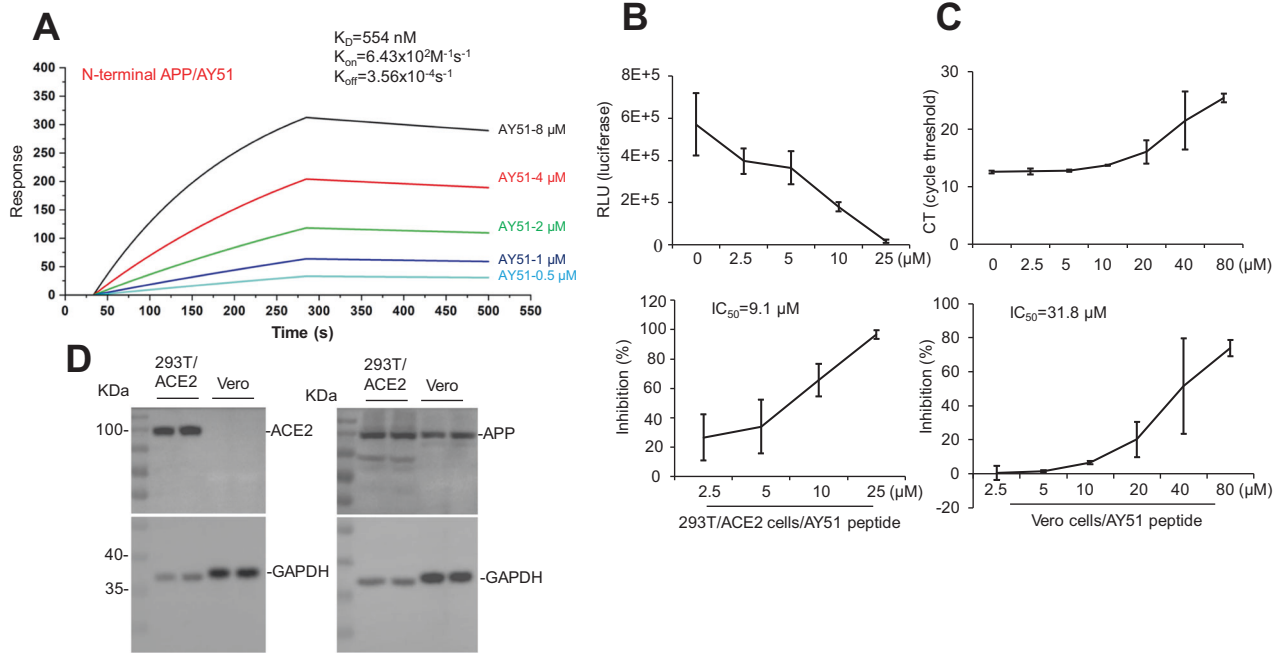 A
K_D=554 nM
K_on=6.43x10²M⁻¹s⁻¹
K_off=3.56x10⁻⁴s⁻¹
N-terminal APP/AY51
Response
400
350
300
250
200
150
100
50
0
AY51-8 µM
AY51-4 µM
AY51-2 µM
AY51-1 µM
AY51-0.5 µM
0 50 100 150 200 250 300 350 400 450 500 550
Time (s)
B
RLU (luciferase)
8E+5
6E+5
4E+5
2E+5
0
0 2.5 5 10 25 (µM)
IC₅₀=9.1 µM
Inhibition (%)
120
100
80
60
40
20
0
2.5 5 10 25 (µM)
293T/ACE2 cells/AY51 peptide
C
CT (cycle threshold)
30
20
10
0
0 2.5 5 10 20 40 80 (µM)
IC₅₀=31.8 µM
Inhibition (%)
100
80
60
40
20
0
-20
2.5 5 10 20 40 80 (µM)
Vero cells/AY51 peptide
D
293T/
ACE2
Vero
KDa
100-
-ACE2
40-
35-
-GAPDH
293T/
ACE2
Vero
KDa
-APP
-GAPDH